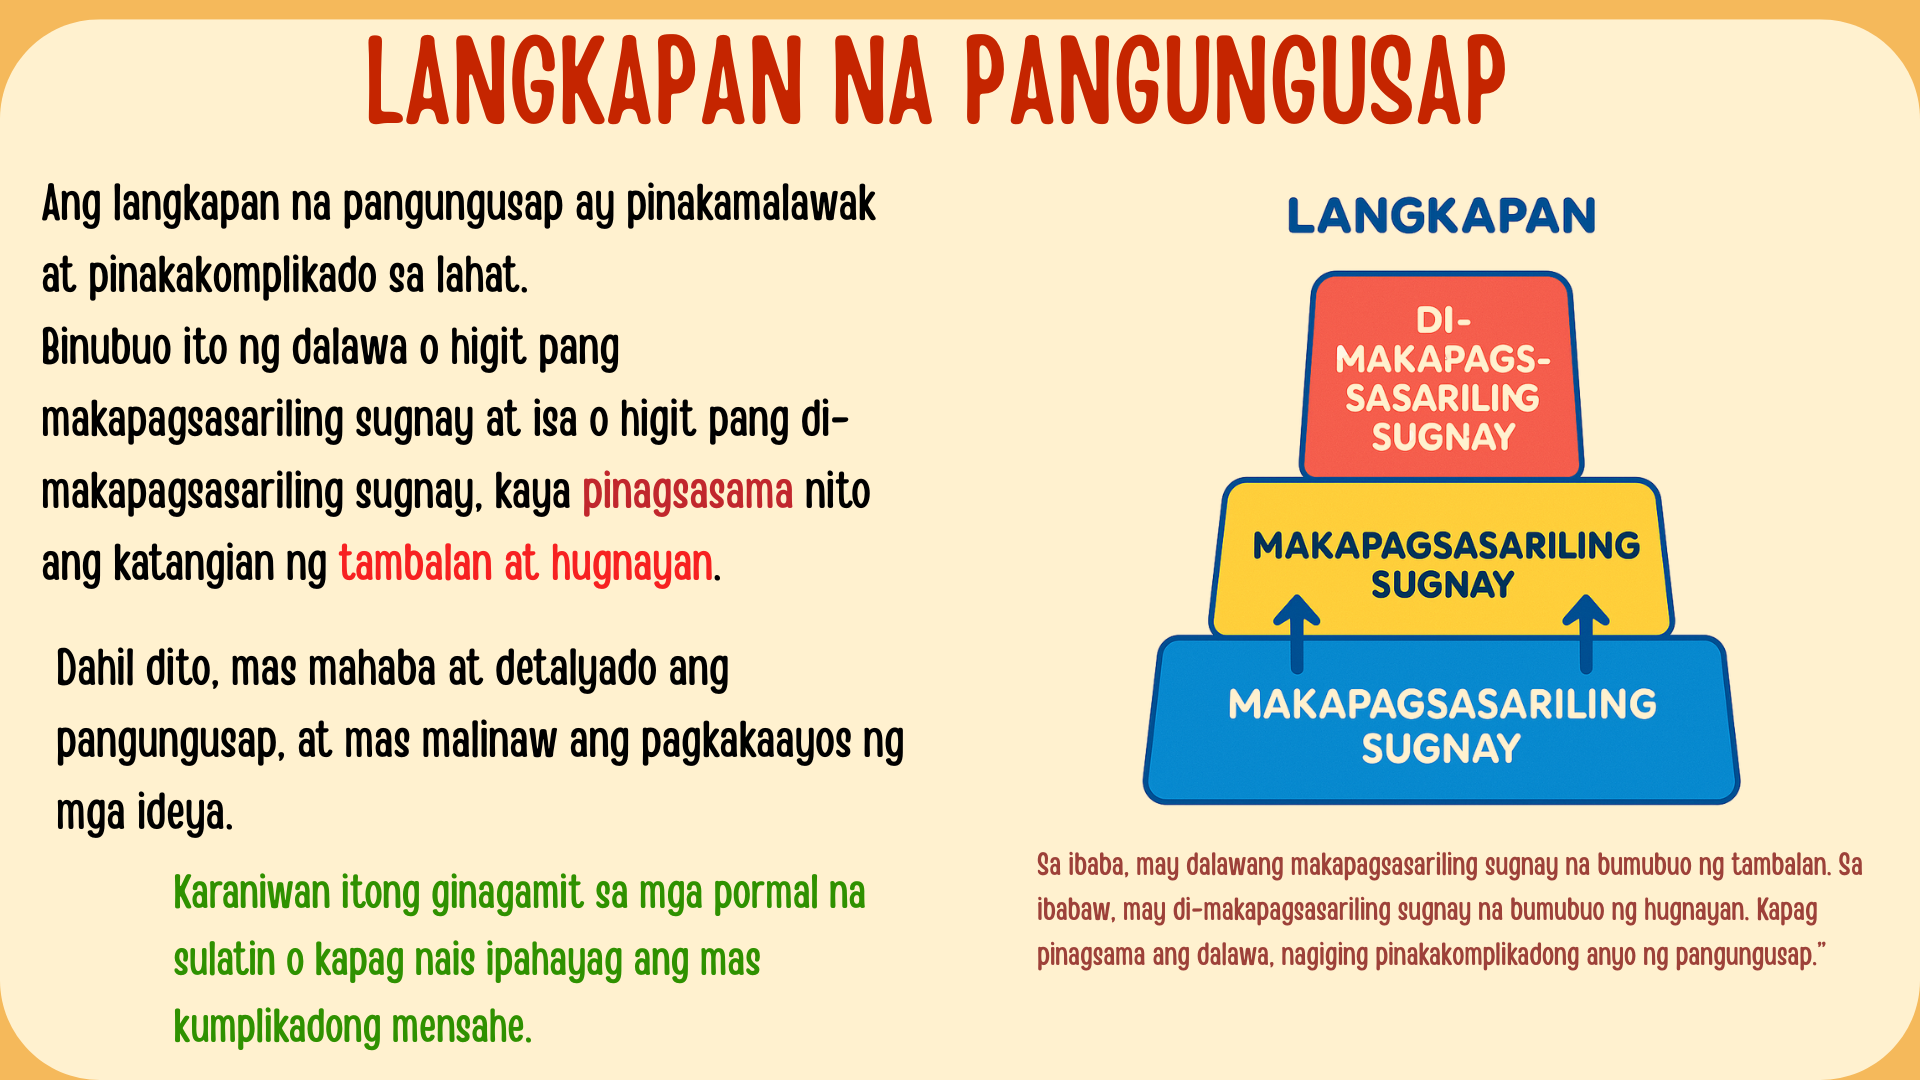 LANGKAPAN NA PANGUNGUSAP
Ang langkapan na pangungusap ay pinakamalawak
at pinakakomplikado sa lahat.
Binubuo ito ng dalawa o higit pang
makapagsasariling sugnay at isa o higit pang di-
makapagsasariling sugnay, kaya pinagsasama nito
ang katangian ng tambalan at hugnayan.
Dahil dito, mas mahaba at detalyado ang
pangungusap, at mas malinaw ang pagkakaayos ng
mga ideya.
Karaniwan itong ginagamit sa mga pormal na
sulatin o kapag nais ipahayag ang mas
kumplikadong mensahe.
LANGKAPAN
DI-
MAKAPAGS-
SASARILING
SUGNAY
MAKAPAGSASARILING
SUGNAY
MAKAPAGSASARILING
SUGNAY
Sa ibaba, may dalawang makapagsasariling sugnay na bumubuo ng tambalan. Sa
ibabaw, may di-makapagsasariling sugnay na bumubuo ng hugnayan. Kapag
pinagsama ang dalawa, nagiging pinakakomplikadong anyo ng pangungusap.”